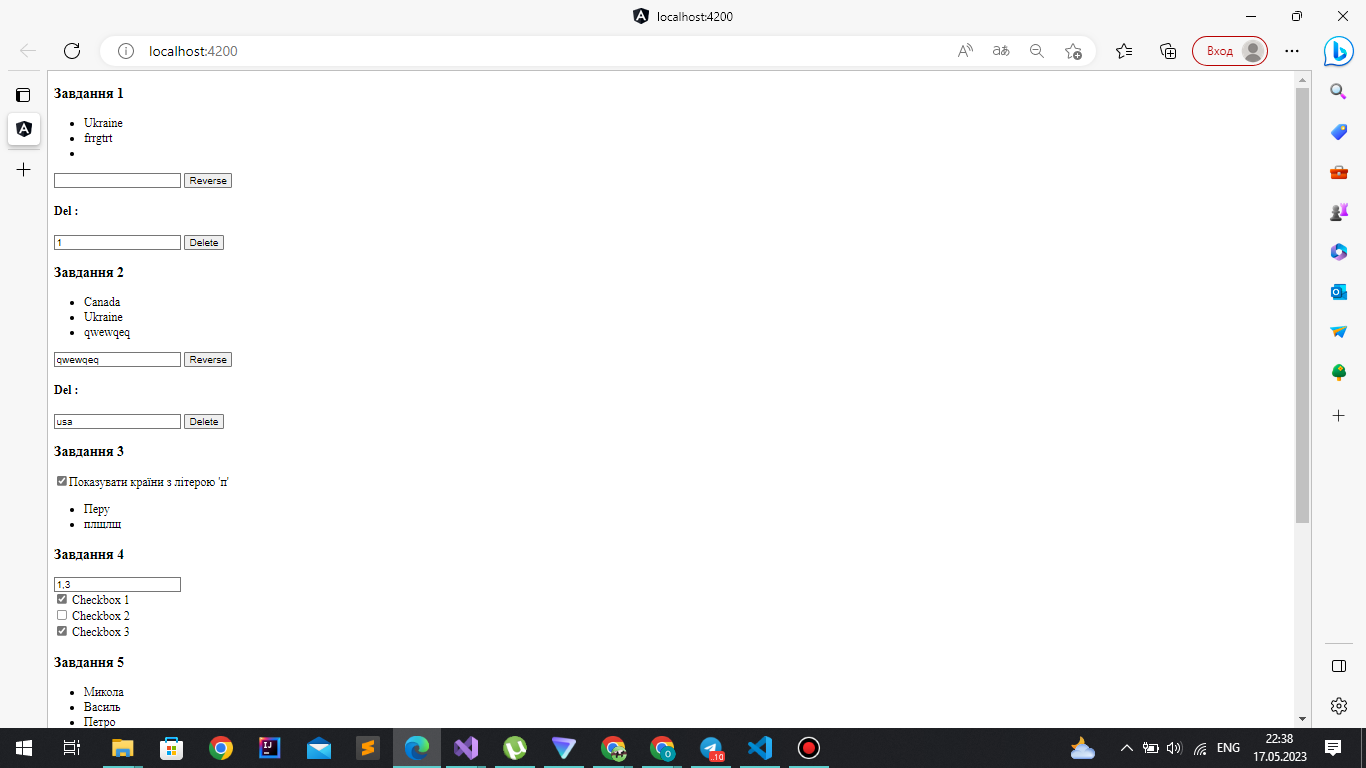 localhost:4200
localhost:4200
Вход
Завдання 1
Ukraine
frrgtrt
Reverse
Del :
1 Delete
Завдання 2
Canada
Ukraine
qwewqeq
qwewqeq Reverse
Del :
usa Delete
Завдання 3
Показувати країни з літерою 'п'
Перу
плщлщ
Завдання 4
1,3
Checkbox 1
Checkbox 2
Checkbox 3
Завдання 5
Микола
Василь
Петро
ENG
22:38
17.05.2023